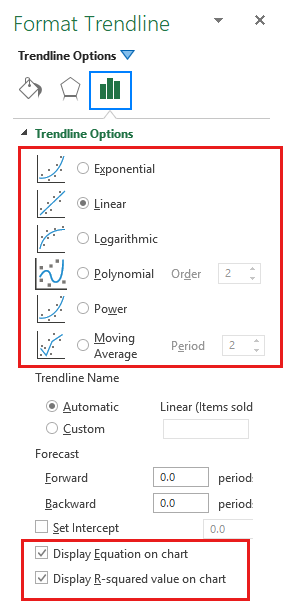 Format Trendline
Trendline Options
Trendline Options
Exponential
Linear
Logarithmic
Polynomial Order 2
Power
Moving Average Period 2
Trendline Name
Automatic Linear (Items sold
Custom
Forecast
Forward 0.0 period
Backward 0.0 period
Set Intercept 0.0
Display Equation on chart
Display R-squared value on chart